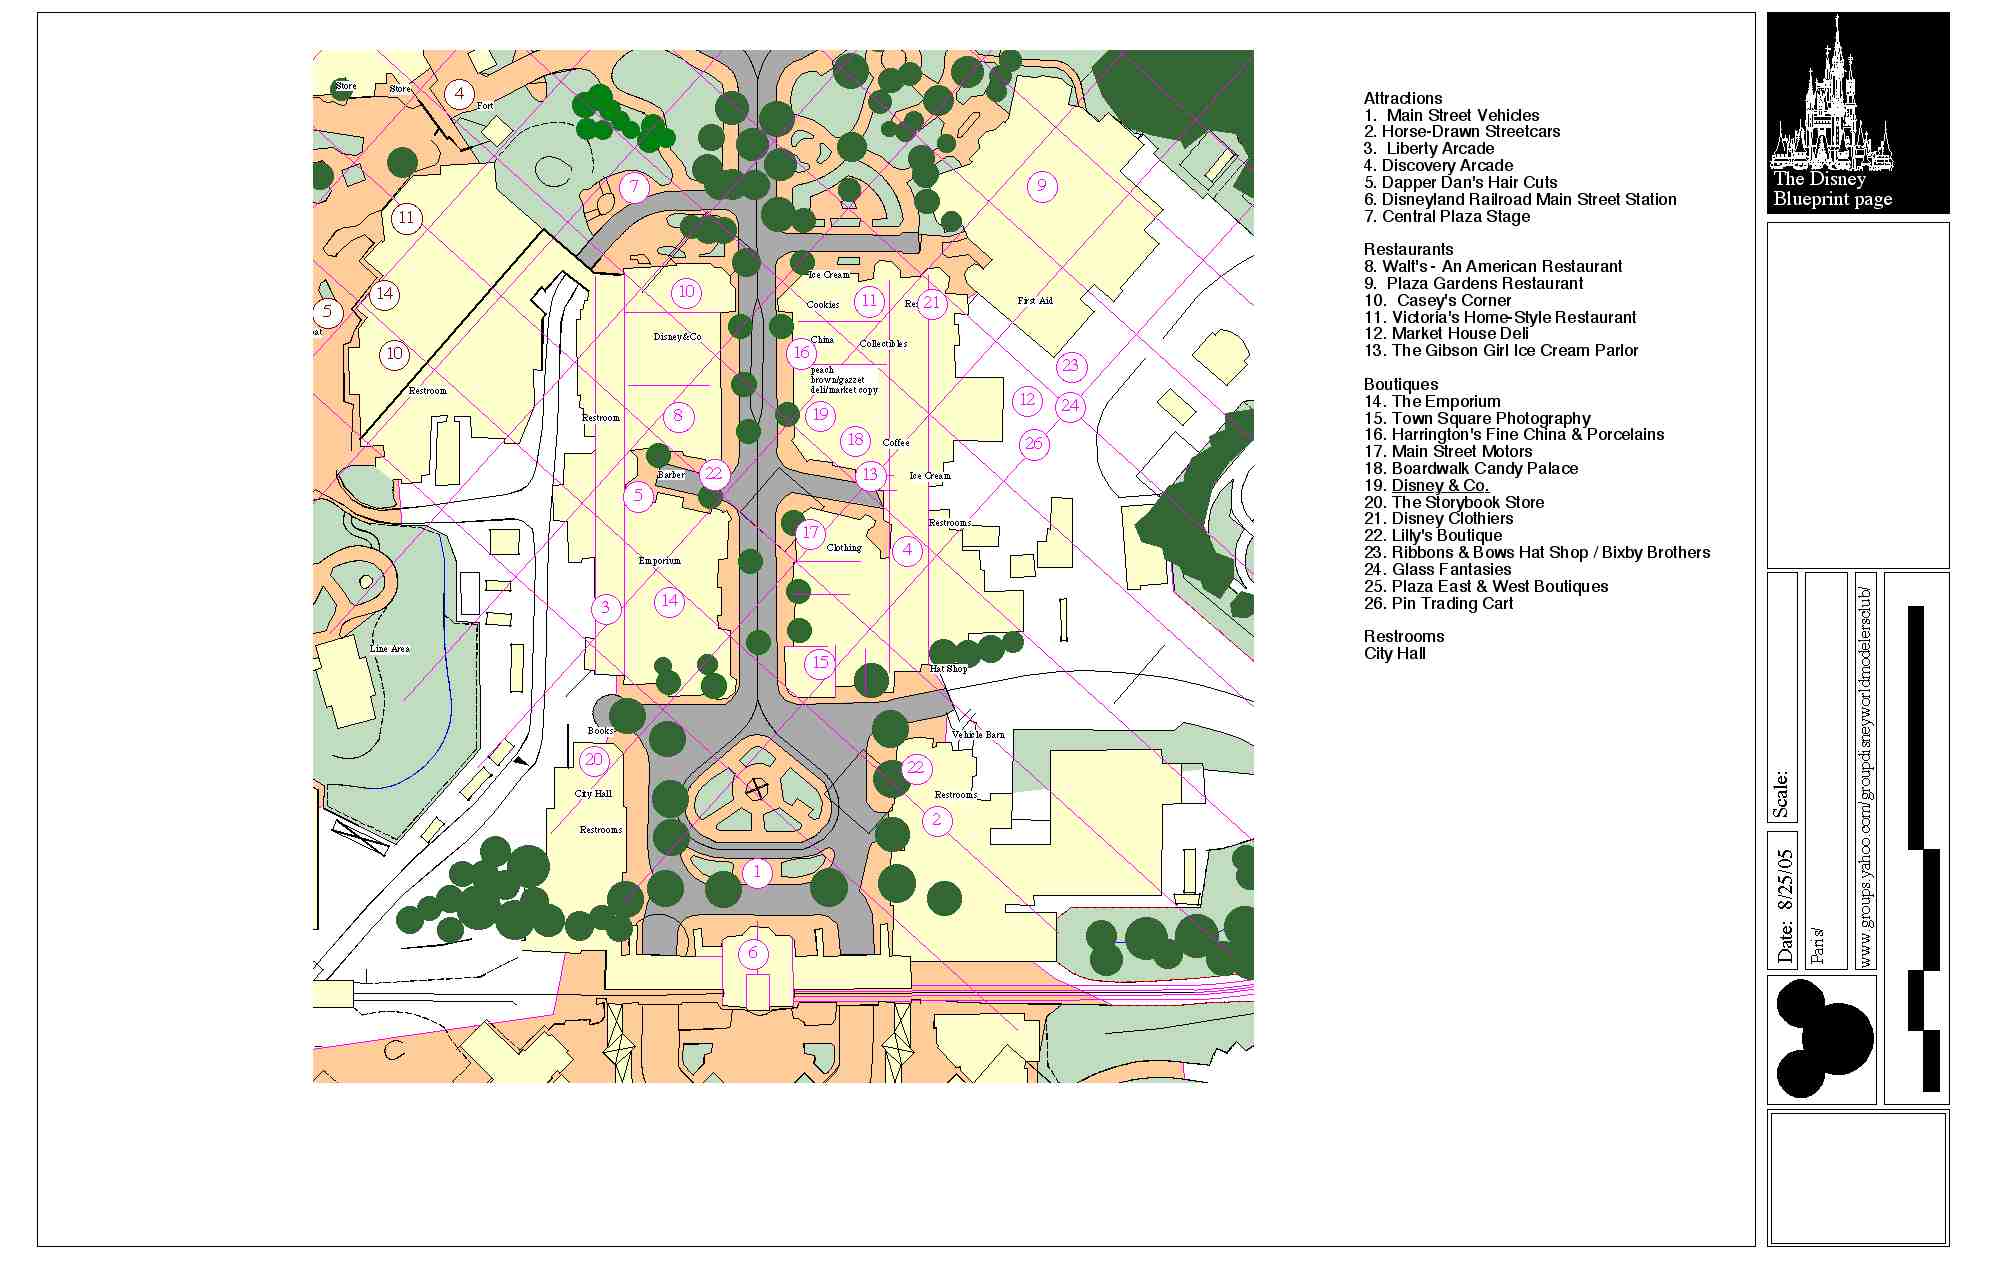 Store
Store
4
Fort
11
14
5
10
Restroom
7
9
10
Disney&Co
Ice Cream
Cookies
11
21
First Aid
China
16
Collectibles
peach
brown/gazzet
deli/market copy
23
12
24
26
19
18
Coffee
Restroom
8
Barber
22
5
13
Ice Cream
Restrooms
17
Clothing
4
Emporium
14
3
15
Hat Shop
Line Area
Books
20
City Hall
Restrooms
Vehicle Barn
22
Restrooms
2
1
6
Attractions
1. Main Street Vehicles
2. Horse-Drawn Streetcars
3. Liberty Arcade
4. Discovery Arcade
5. Dapper Dan's Hair Cuts
6. Disneyland Railroad Main Street Station
7. Central Plaza Stage
Restaurants
8. Walt's - An American Restaurant
9. Plaza Gardens Restaurant
10. Casey's Corner
11. Victoria's Home-Style Restaurant
12. Market House Deli
13. The Gibson Girl Ice Cream Parlor
Boutiques
14. The Emporium
15. Town Square Photography
16. Harrington's Fine China & Porcelains
17. Main Street Motors
18. Boardwalk Candy Palace
19. Disney & Co.
20. The Storybook Store
21. Disney Clothiers
22. Lilly's Boutique
23. Ribbons & Bows Hat Shop / Bixby Brothers
24. Glass Fantasies
25. Plaza East & West Boutiques
26. Pin Trading Cart
Restrooms
City Hall
The Disney
Blueprint page
Scale:
Date: 8/25/05
Paris/
www.groups.yahoo.com/groupdisneyworldmodelersclub/